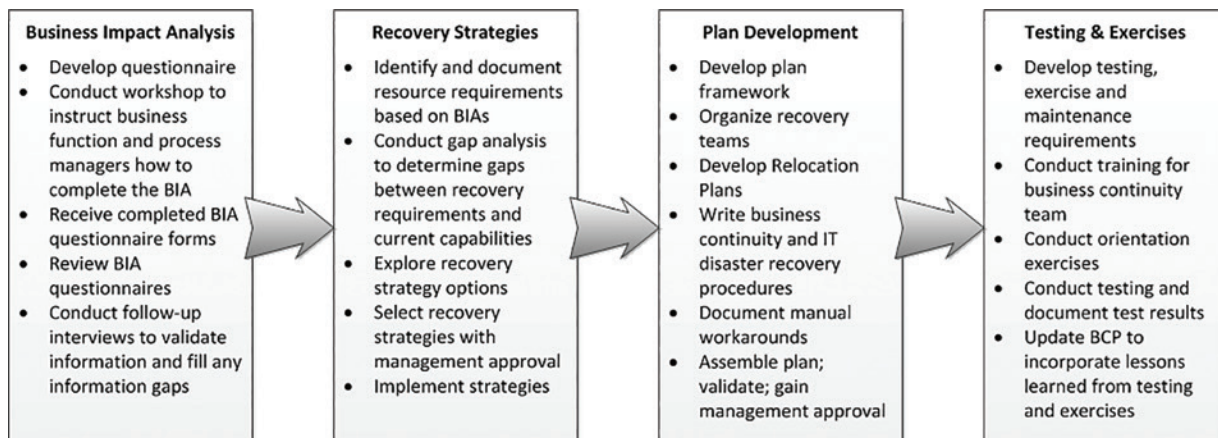 Business Impact Analysis
• Develop questionnaire
• Conduct workshop to
instruct business
function and process
managers how to
complete the BIA
• Receive completed BIA
questionnaire forms
• Review BIA
questionnaires
• Conduct follow-up
interviews to validate
information and fill any
information gaps
Recovery Strategies
• Identify and document
resource requirements
based on BIAs
• Conduct gap analysis
to determine gaps
between recovery
requirements and
current capabilities
• Explore recovery
strategy options
• Select recovery
strategies with
management approval
• Implement strategies
Plan Development
• Develop plan
framework
• Organize recovery
teams
• Develop Relocation
Plans
• Write business
continuity and IT
disaster recovery
procedures
• Document manual
workarounds
• Assemble plan;
validate; gain
management approval
Testing & Exercises
• Develop testing,
exercise and
maintenance
requirements
• Conduct training for
business continuity
team
• Conduct orientation
exercises
• Conduct testing and
document test results
• Update BCP to
incorporate lessons
learned from testing
and exercises